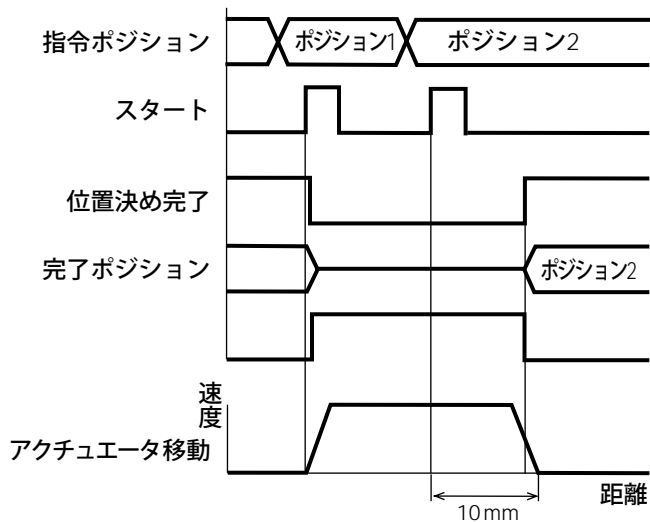 指令ポジション
ポジション1
ポジション2
スタート
位置決め完了
完了ポジション
ポジション2
速度
アクチュエータ移動
距離
10mm